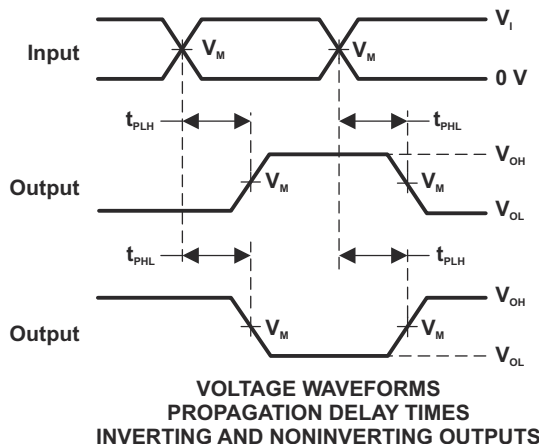 Input
V_M
V_M
V_I
0 V
t_PLH
t_PHL
Output
V_M
V_M
V_OH
V_OL
t_PHL
t_PLH
Output
V_M
V_M
V_OH
V_OL
VOLTAGE WAVEFORMS
PROPAGATION DELAY TIMES
INVERTING AND NONINVERTING OUTPUTS